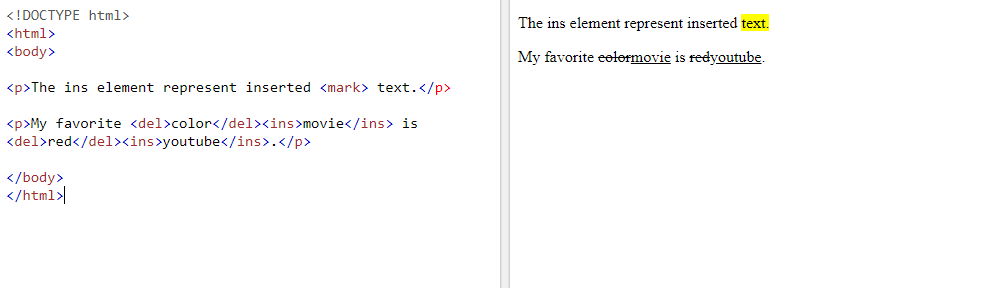 <!DOCTYPE html>
<html>
<body>
<p>The ins element represent inserted <mark> text.</p>
<p>My favorite <del>color</del><ins>movie</ins> is
<del>red</del><ins>youtube</ins>.</p>
</body>
</html>
The ins element represent inserted text.
My favorite colormovie is redyoutube.